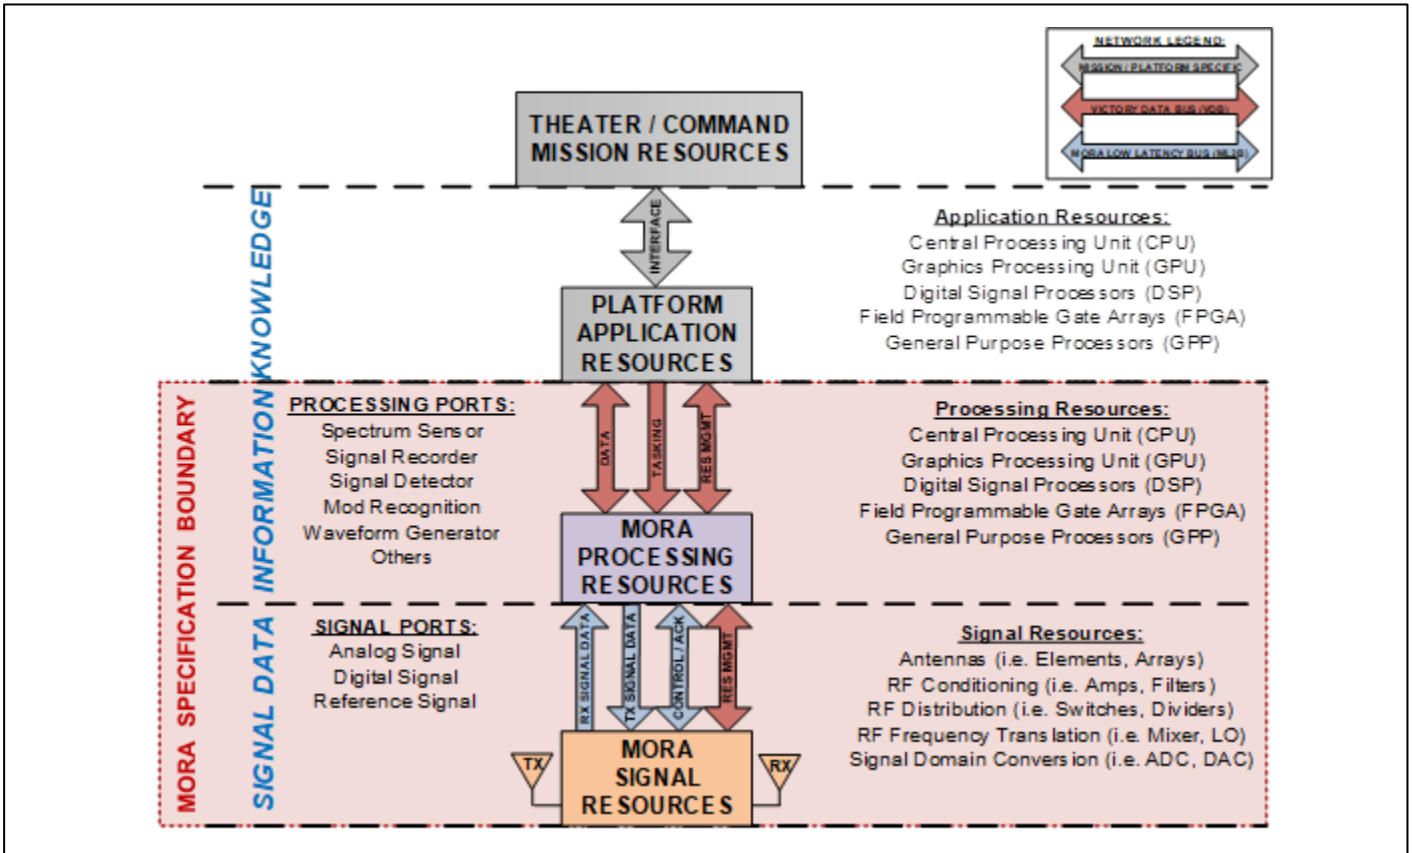 NETWORK LEGEND:
MISSION / PLATFORM SPECIFIC
VICTORY DATA BUS (VDB)
MORA LOW LATENCY BUS (ML2B)
THEATER / COMMAND
MISSION RESOURCES
INTERFACE
KNOWLEDGE
Application Resources:
Central Processing Unit (CPU)
Graphics Processing Unit (GPU)
Digital Signal Processors (DSP)
Field Programmable Gate Arrays (FPGA)
General Purpose Processors (GPP)
PLATFORM
APPLICATION
RESOURCES
MORA SPECIFICATION BOUNDARY
INFORMATION
PROCESSING PORTS:
Spectrum Sensor
Signal Recorder
Signal Detector
Mod Recognition
Waveform Generator
Others
DATA
TASKING
RES MGMT
Processing Resources:
Central Processing Unit (CPU)
Graphics Processing Unit (GPU)
Digital Signal Processors (DSP)
Field Programmable Gate Arrays (FPGA)
General Purpose Processors (GPP)
MORA
PROCESSING
RESOURCES
SIGNAL DATA
SIGNAL PORTS:
Analog Signal
Digital Signal
Reference Signal
RX SIGNAL DATA
TX SIGNAL DATA
CONTROL / ACK
RES MGMT
Signal Resources:
Antennas (i.e. Elements, Arrays)
RF Conditioning (i.e. Amps, Filters)
RF Distribution (i.e. Switches, Dividers)
RF Frequency Translation (i.e. Mixer, LO)
Signal Domain Conversion (i.e. ADC, DAC)
TX
MORA
SIGNAL
RESOURCES
RX